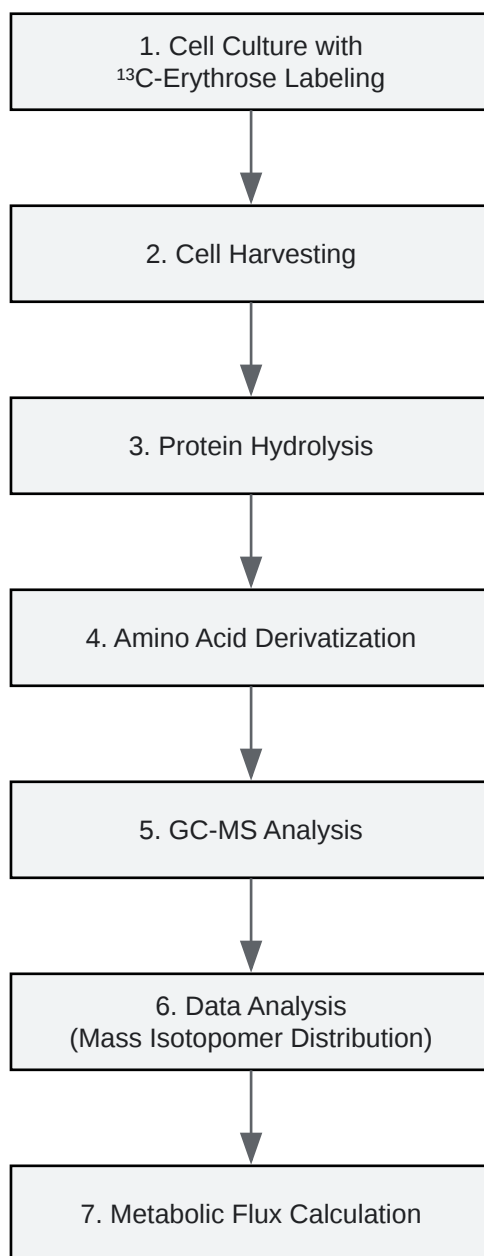 1. Cell Culture with
¹³C-Erythrose Labeling
2. Cell Harvesting
3. Protein Hydrolysis
4. Amino Acid Derivatization
5. GC-MS Analysis
6. Data Analysis
(Mass Isotopomer Distribution)
7. Metabolic Flux Calculation